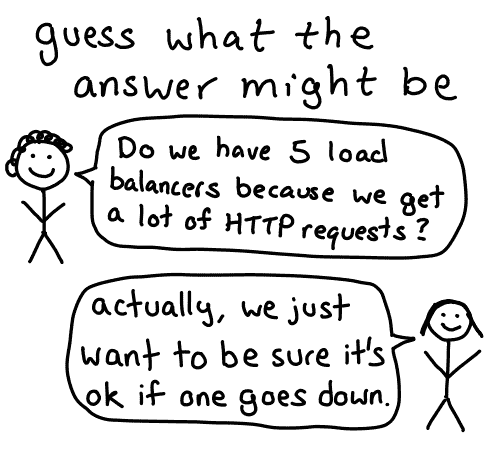 guess what the
answer might be
Do we have 5 load
balancers because we get
a lot of HTTP requests?
actually, we just
want to be sure it's
ok if one goes down.